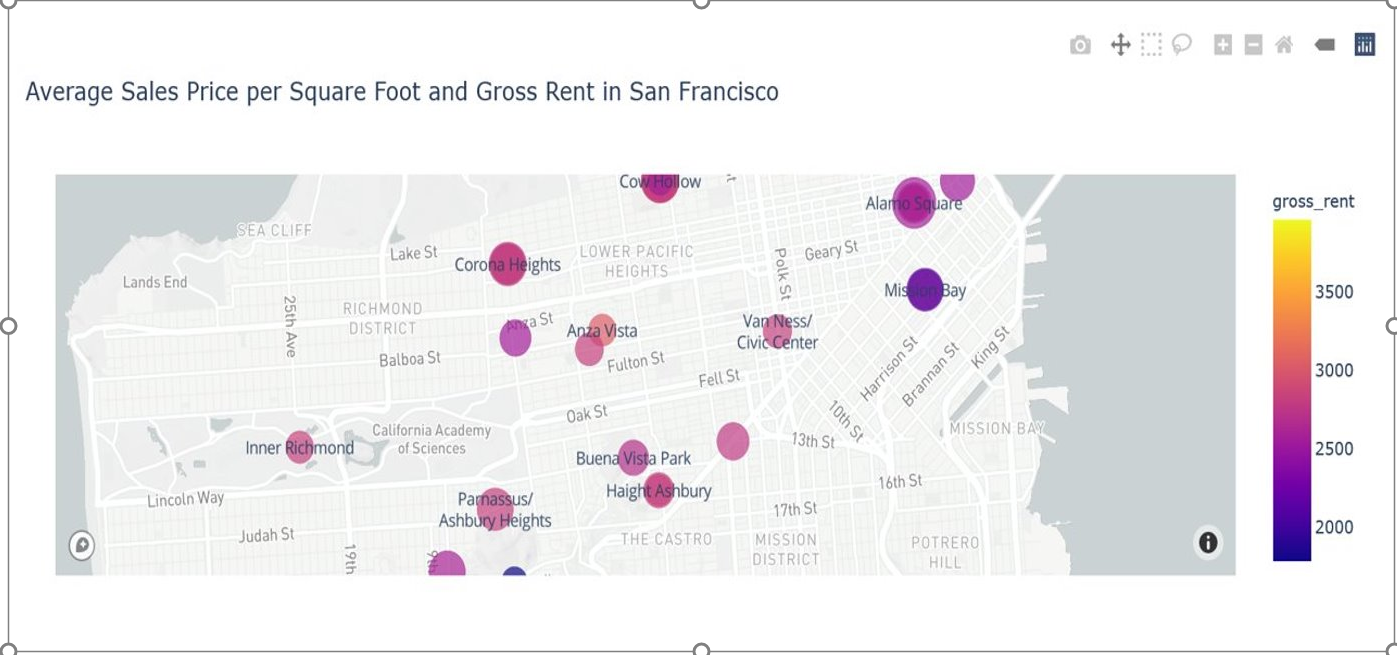 Average Sales Price per Square Foot and Gross Rent in San Francisco
Cow Hollow
Alamo Square
gross_rent
SEA CLIFF
Lake St
LOWER PACIFIC
HEIGHTS
Geary St
Polk St
Corona Heights
Lands End
Mission Bay
3500
25th Ave
RICHMOND
DISTRICT
Anza St
Anza Vista
Van Ness/
Civic Center
Balboa St
Fulton St
Harrison St
Brannan St
King St
3000
Fell St
Oak St
10th St
California Academy
of Sciences
13th St
MISSION BAY
2500
Inner Richmond
Buena Vista Park
Haight Ashbury
16th St
Lincoln Way
Parnassus/
Ashbury Heights
17th St
2000
Judah St
THE CASTRO
MISSION
DISTRICT
POTRERO
HILL
19th
9th